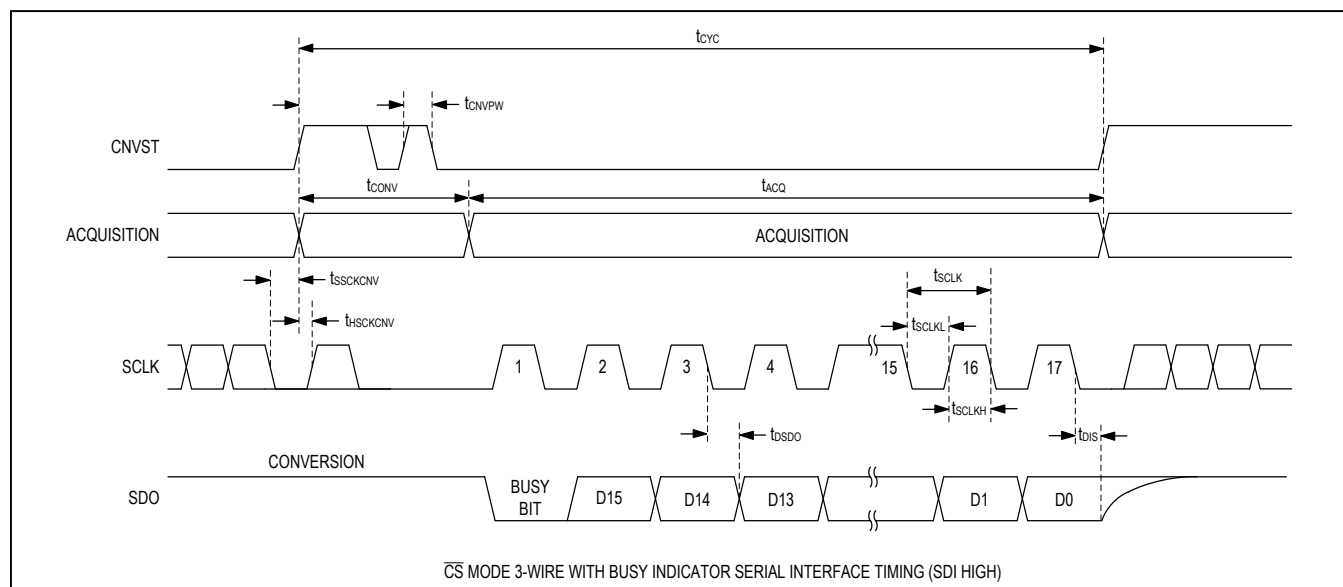 tCYC
tCNVPW
CNVST
tCONV
tACQ
ACQUISITION
ACQUISITION
tSSCKCNV
tSCLK
tHSCKCNV
tSCLKL
SCLK
1 2 3 4 15 16 17
tSCLKH
tDSDO
tDIS
CONVERSION
SDO
BUSY
BIT
D15 D14 D13 D1 D0
CS MODE 3-WIRE WITH BUSY INDICATOR SERIAL INTERFACE TIMING (SDI HIGH)